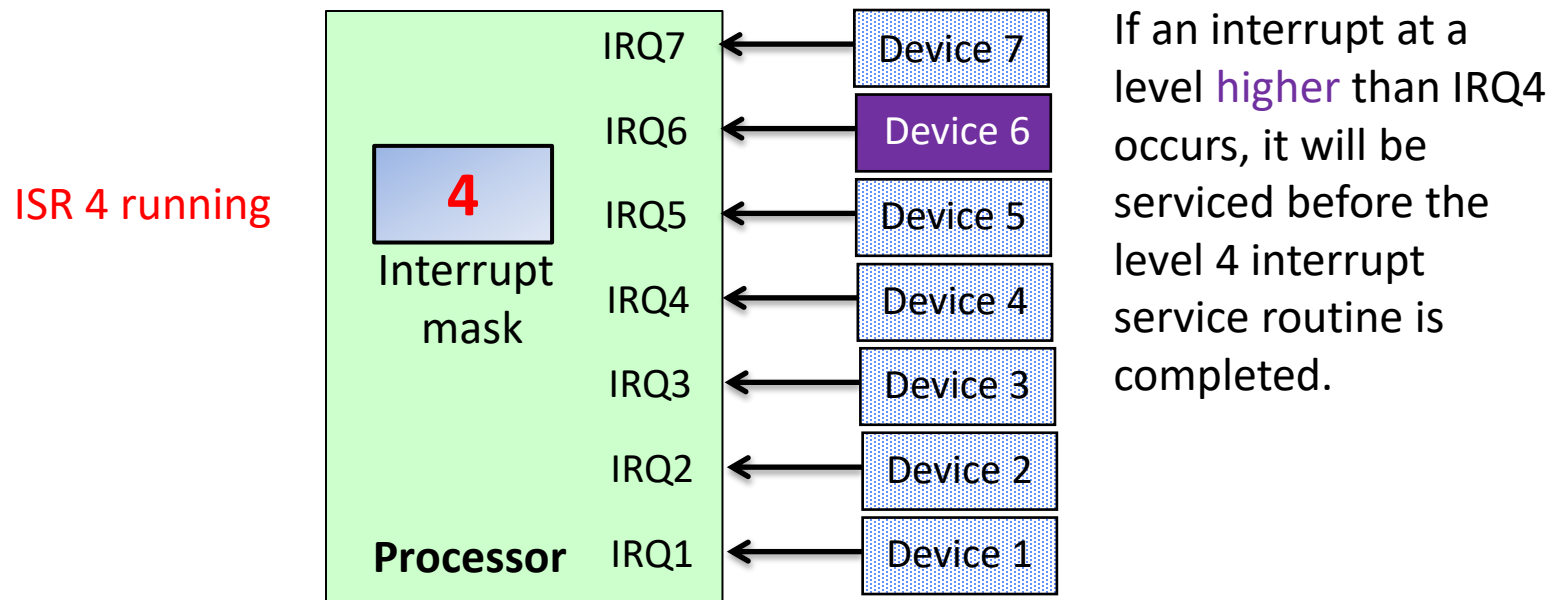 ISR 4 running
4
Interrupt
mask
Processor
IRQ7
IRQ6
IRQ5
IRQ4
IRQ3
IRQ2
IRQ1
Device 7
Device 6
Device 5
Device 4
Device 3
Device 2
Device 1
If an interrupt at a
level higher than IRQ4
occurs, it will be
serviced before the
level 4 interrupt
service routine is
completed.